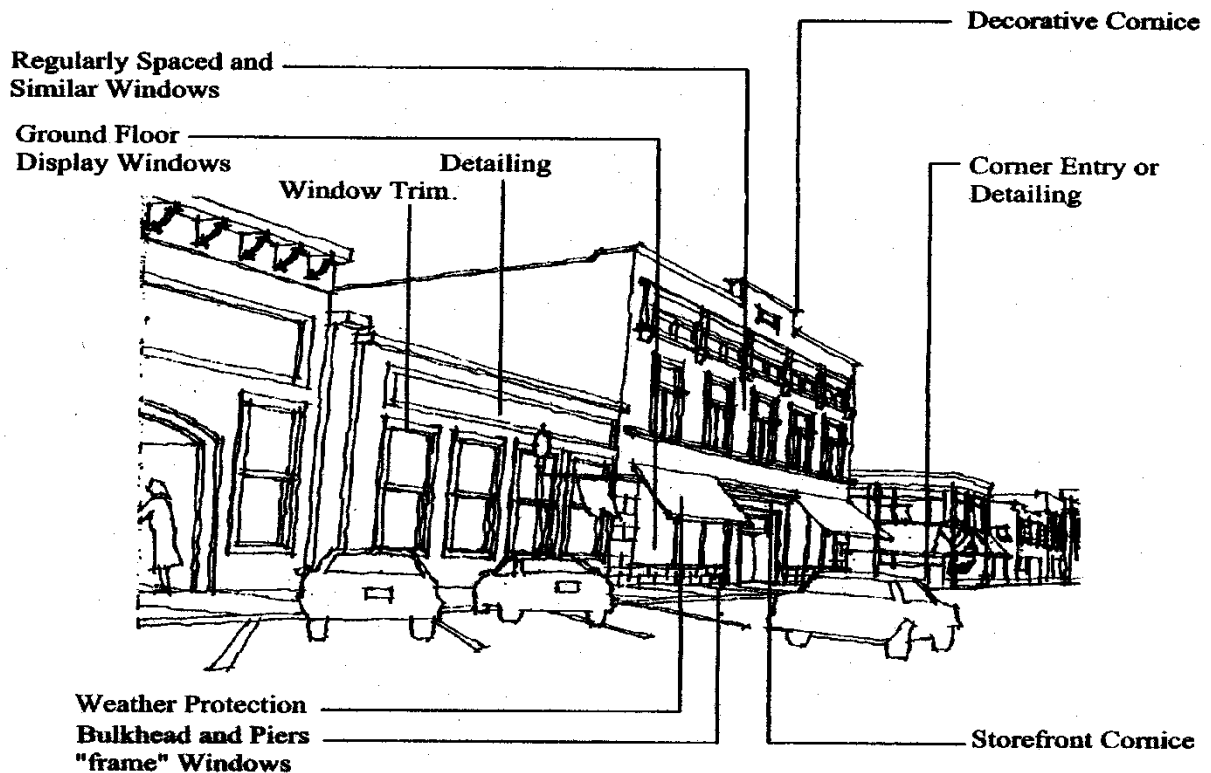 Decorative Cornice
Regularly Spaced and
Similar Windows
Ground Floor
Display Windows
Detailing
Window Trim.
Corner Entry or
Detailing
Weather Protection
Bulkhead and Piers
"frame" Windows
Storefront Cornice